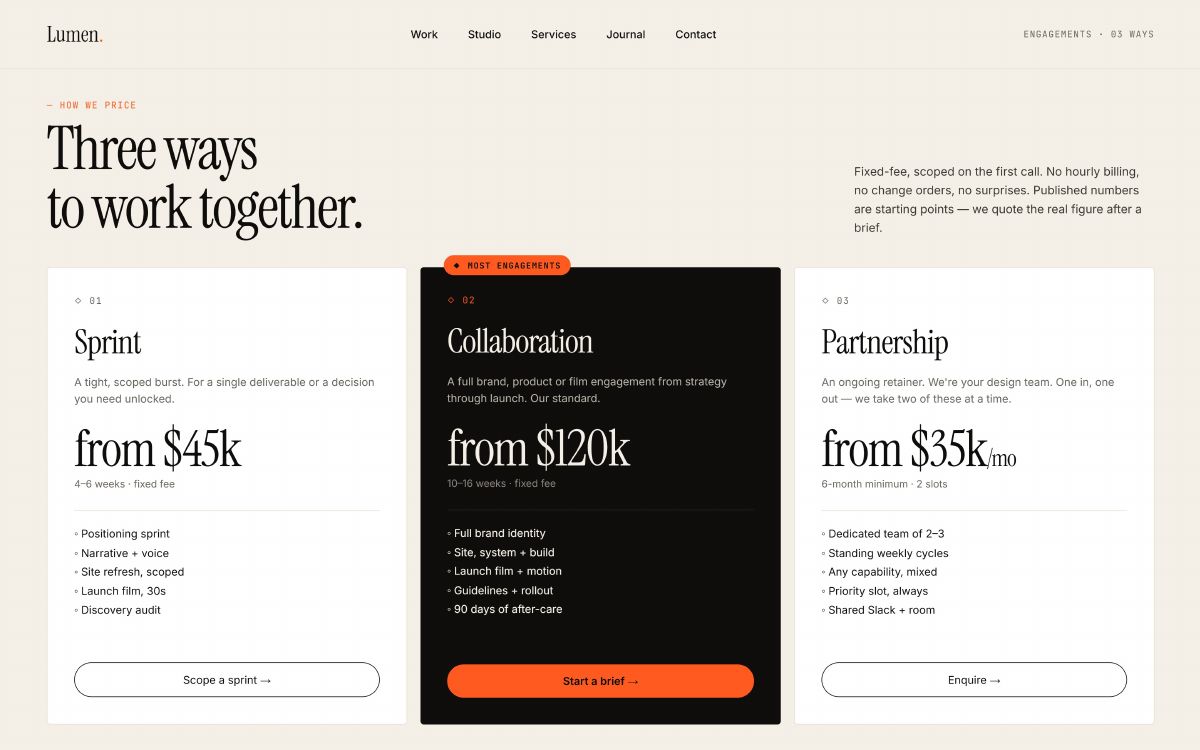 Lumen.
Work
Studio
Services
Journal
Contact
ENGAGEMENTS · 03 WAYS
— HOW WE PRICE
Three ways
to work together.
Fixed-fee, scoped on the first call. No hourly billing,
no change orders, no surprises. Published numbers
are starting points — we quote the real figure after a
brief.
◇ 01
Sprint
A tight, scoped burst. For a single deliverable or a decision
you need unlocked.
from $45k
4–6 weeks · fixed fee
◦ Positioning sprint
◦ Narrative + voice
◦ Site refresh, scoped
◦ Launch film, 30s
◦ Discovery audit
Scope a sprint →
◆ MOST ENGAGEMENTS
◇ 02
Collaboration
A full brand, product or film engagement from strategy
through launch. Our standard.
from $120k
10–16 weeks · fixed fee
◦ Full brand identity
◦ Site, system + build
◦ Launch film + motion
◦ Guidelines + rollout
◦ 90 days of after-care
Start a brief →
◇ 03
Partnership
An ongoing retainer. We're your design team. One in, one
out — we take two of these at a time.
from $35k/mo
6-month minimum · 2 slots
◦ Dedicated team of 2–3
◦ Standing weekly cycles
◦ Any capability, mixed
◦ Priority slot, always
◦ Shared Slack + room
Enquire →